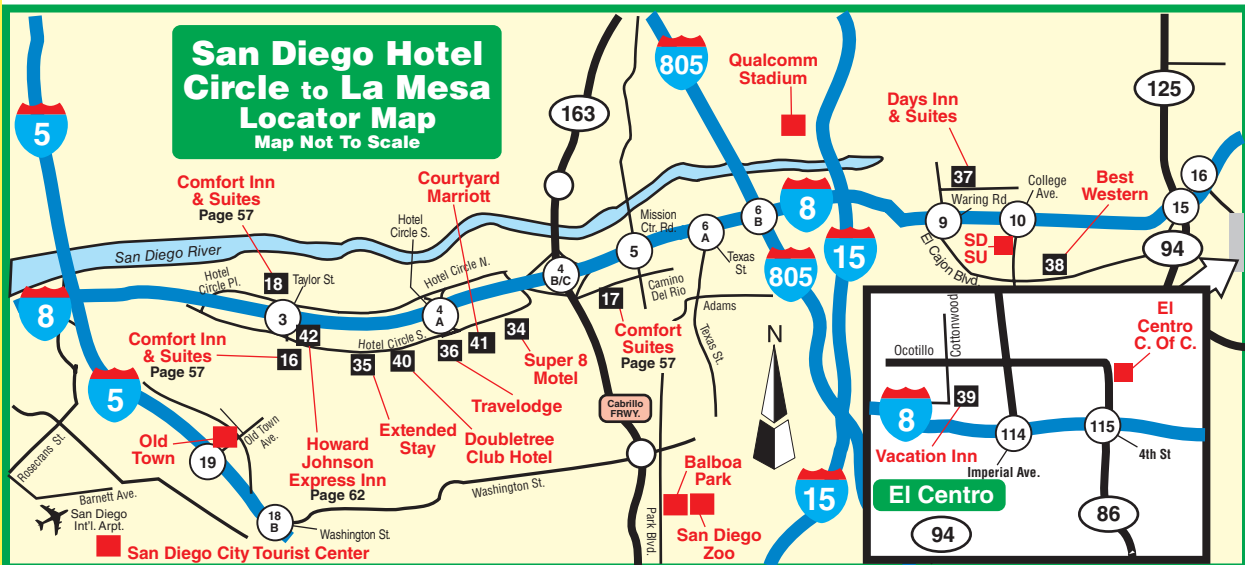 San Diego Hotel
Circle to La Mesa
Locator Map
Map Not To Scale
5
163
805
Qualcomm
Stadium
Days Inn
& Suites
125
37
Waring Rd.
College
Ave.
Best
Western
16
15
9
10
SD
SU
El Cajon Blvd.
38
94
Comfort Inn
& Suites
Page 57
Courtyard
Marriott
Hotel
Circle S.
San Diego River
Hotel
Circle Pl.
18
Taylor St.
Hotel Circle N.
4
B/C
5
Mission
Ctr. Rd.
6
A
Texas
St.
6
B
8
805
15
8
3
42
4
A
Hotel Circle S.
Camino
Del Rio
Adams
Texas St.
17
Comfort
Suites
Page 57
Comfort Inn
& Suites
Page 57
16
35
40
36
41
34
Super 8
Motel
Travelodge
Doubletree
Club Hotel
Extended
Stay
Howard
Johnson
Express Inn
Page 62
Cabrillo
FRWY.
N
5
Old
Town
Old Town
Ave.
19
Rosecrans St.
Barnett Ave.
San Diego
Int'l. Arpt.
San Diego City Tourist Center
18
B
Washington St.
Washington St.
Park Blvd.
Balboa
Park
San Diego
Zoo
15
Ocotillo
Cottonwood
El
Centro
C. Of C.
39
8
Vacation Inn
114
Imperial Ave.
115
4th St
El Centro
94
86